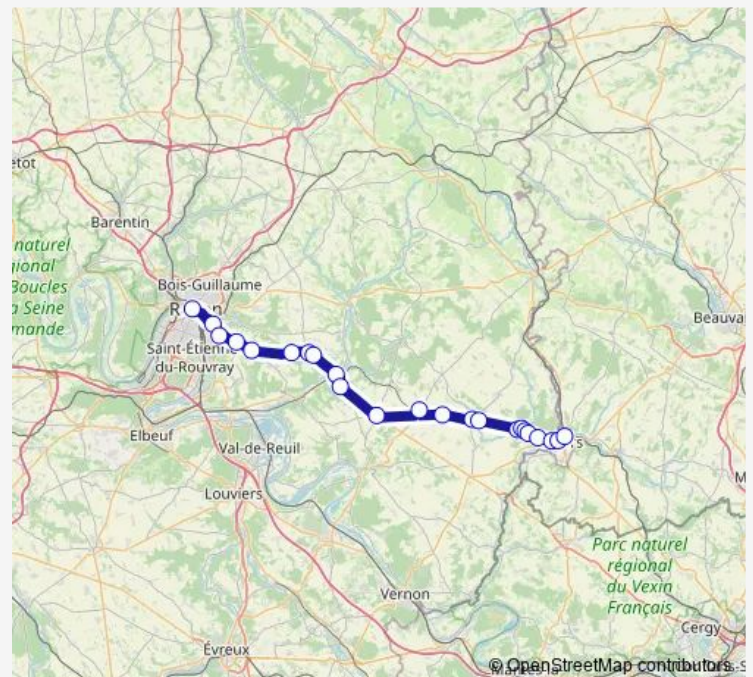 etot
Barentin
naturel
gional
Boucles
a Seine
mande
Bois-Guillaume
Beauva
Saint-Étienne
du-Rouvray
Elbeuf
Val-de-Reuil
Louviers
Parc naturel
régional
du Vexin
Français
Vernon
Cergy
Évreux
© OpenStreetMap contributors